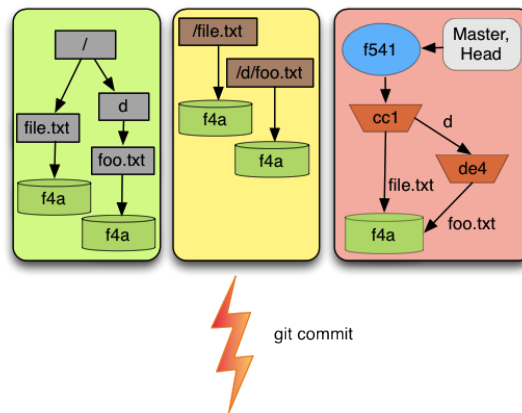 /
d
file.txt
foo.txt
f4a
f4a
/file.txt
/d/foo.txt
f4a
f4a
Master,
Head
f541
cc1
d
de4
file.txt
foo.txt
f4a
git commit